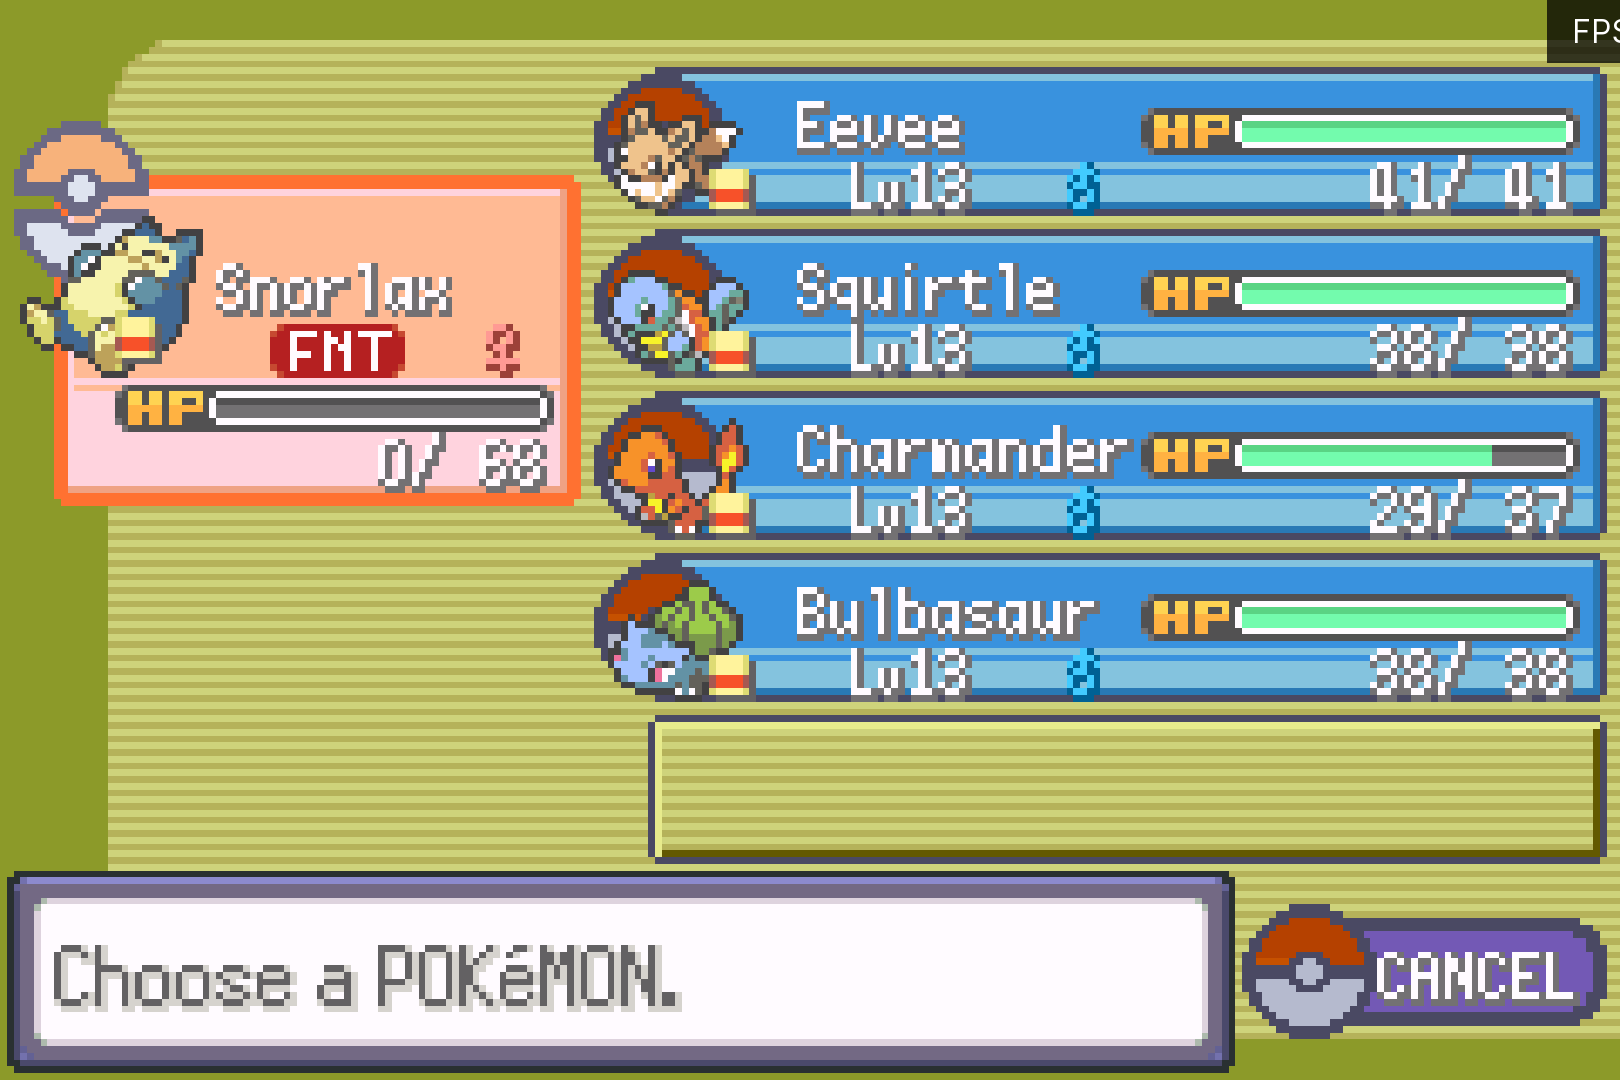 FPS
Snorlax
FNT ♀
HP
0/ 68
Eevee HP
Lv13 ♂ 41/ 41
Squirtle HP
Lv13 ♂ 38/ 38
Charmander HP
Lv13 ♂ 29/ 37
Bulbasaur HP
Lv13 ♂ 38/ 38
Choose a POKéMON.
CANCEL